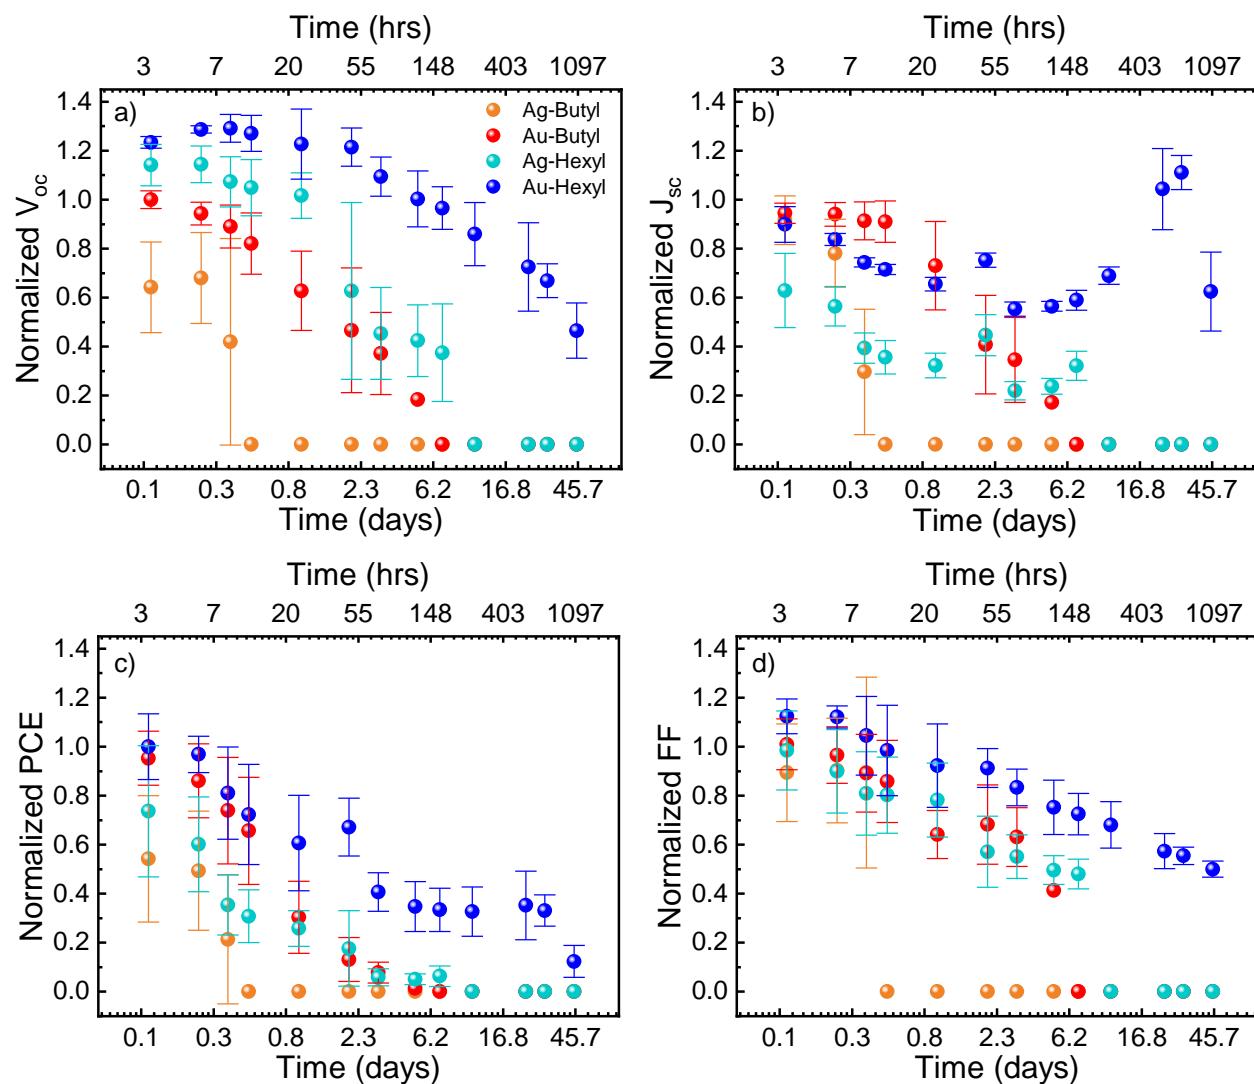 Time (hrs)
3 7 20 55 148 403 1097
a)
Ag-Butyl
Au-Butyl
Ag-Hexyl
Au-Hexyl
1.4
1.2
1.0
0.8
0.6
0.4
0.2
0.0
Normalized Voc
0.1 0.3 0.8 2.3 6.2 16.8 45.7
Time (days)
Time (hrs)
3 7 20 55 148 403 1097
b)
1.4
1.2
1.0
0.8
0.6
0.4
0.2
0.0
Normalized Jsc
0.1 0.3 0.8 2.3 6.2 16.8 45.7
Time (days)
Time (hrs)
3 7 20 55 148 403 1097
c)
1.4
1.2
1.0
0.8
0.6
0.4
0.2
0.0
Normalized PCE
0.1 0.3 0.8 2.3 6.2 16.8 45.7
Time (days)
Time (hrs)
3 7 20 55 148 403 1097
d)
1.4
1.2
1.0
0.8
0.6
0.4
0.2
0.0
Normalized FF
0.1 0.3 0.8 2.3 6.2 16.8 45.7
Time (days)